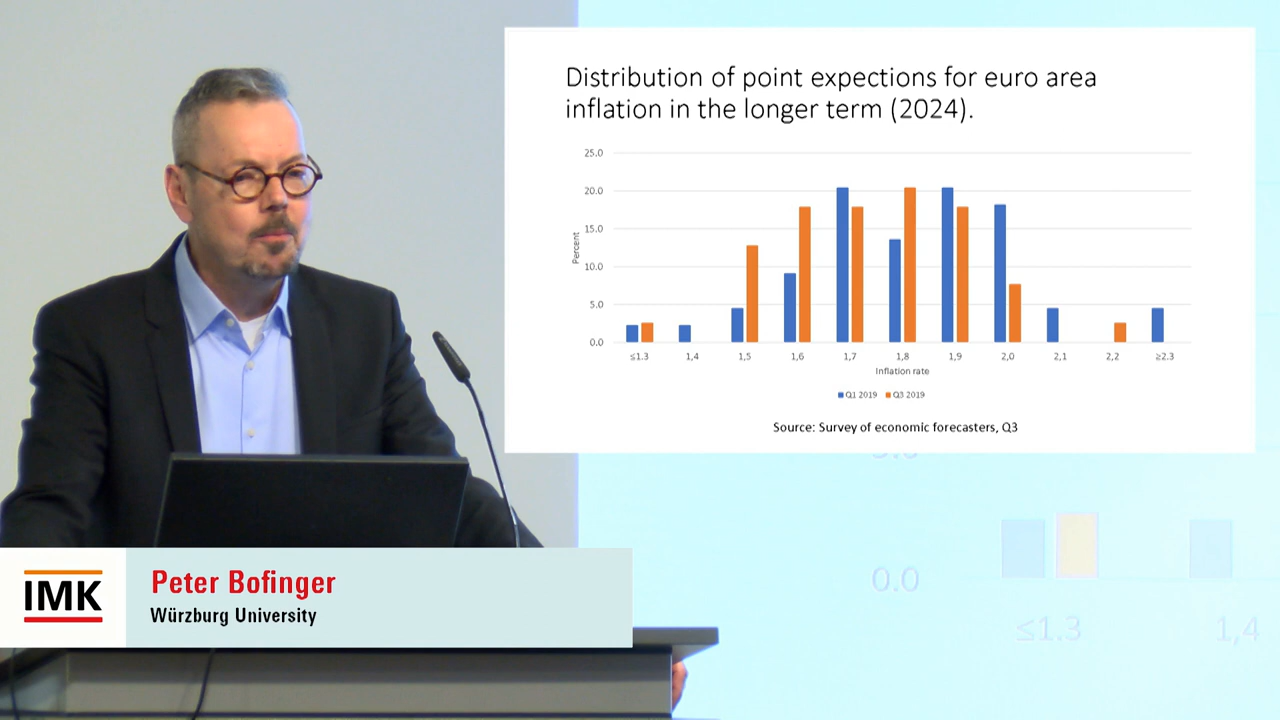 Distribution of point expections for euro area
inflation in the longer term (2024).
25.0
20.0
15.0
10.0
5.0
0.0
Percent
≤1.3 1,4 1,5 1,6 1,7 1,8 1,9 2,0 2,1 2,2 ≥2.3
Inflation rate
Q1 2019 Q3 2019
Source: Survey of economic forecasters, Q3
0.0
≤1.3 1,4
IMK
Peter Bofinger
Würzburg University